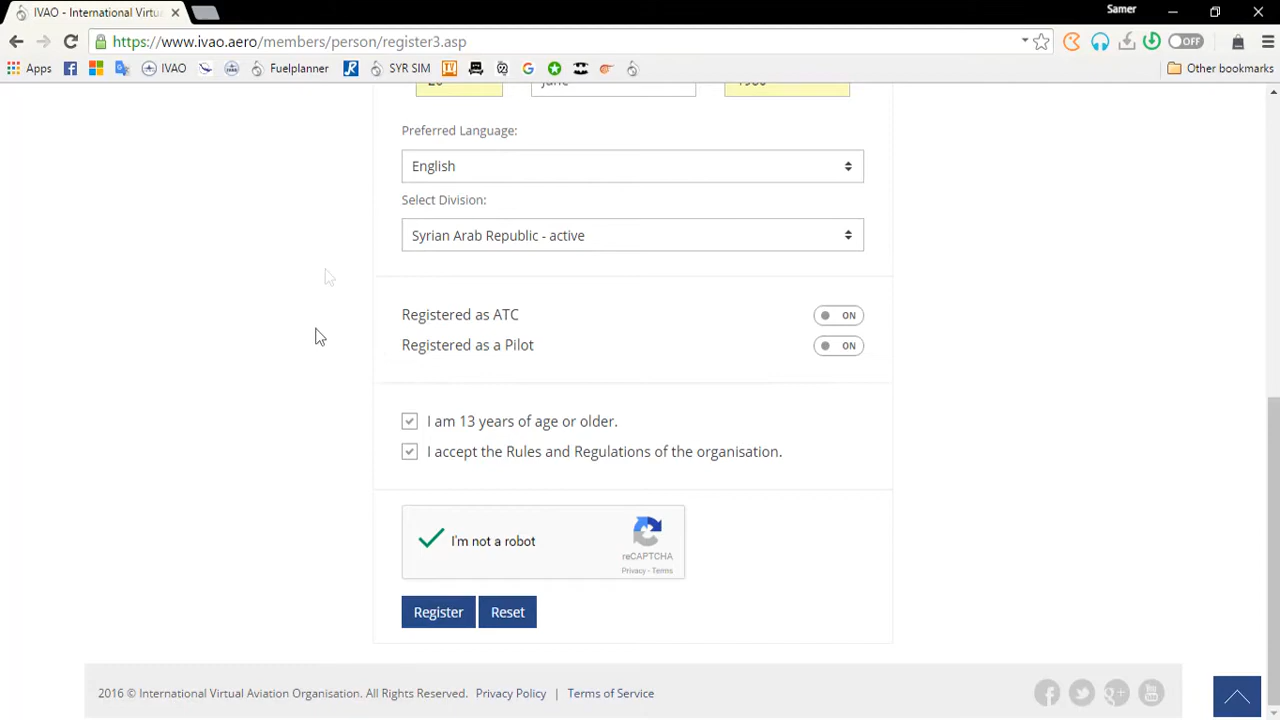 IVAO - International Virtu
Samer
https://www.ivao.aero/members/person/register3.asp
OFF
Apps
IVAO
Fuelplanner
SYR SIM
Other bookmarks
Preferred Language:
English
Select Division:
Syrian Arab Republic - active
Registered as ATC
ON
Registered as a Pilot
ON
I am 13 years of age or older.
I accept the Rules and Regulations of the organisation.
I'm not a robot
reCAPTCHA
Privacy - Terms
Register
Reset
2016 © International Virtual Aviation Organisation. All Rights Reserved. Privacy Policy | Terms of Service